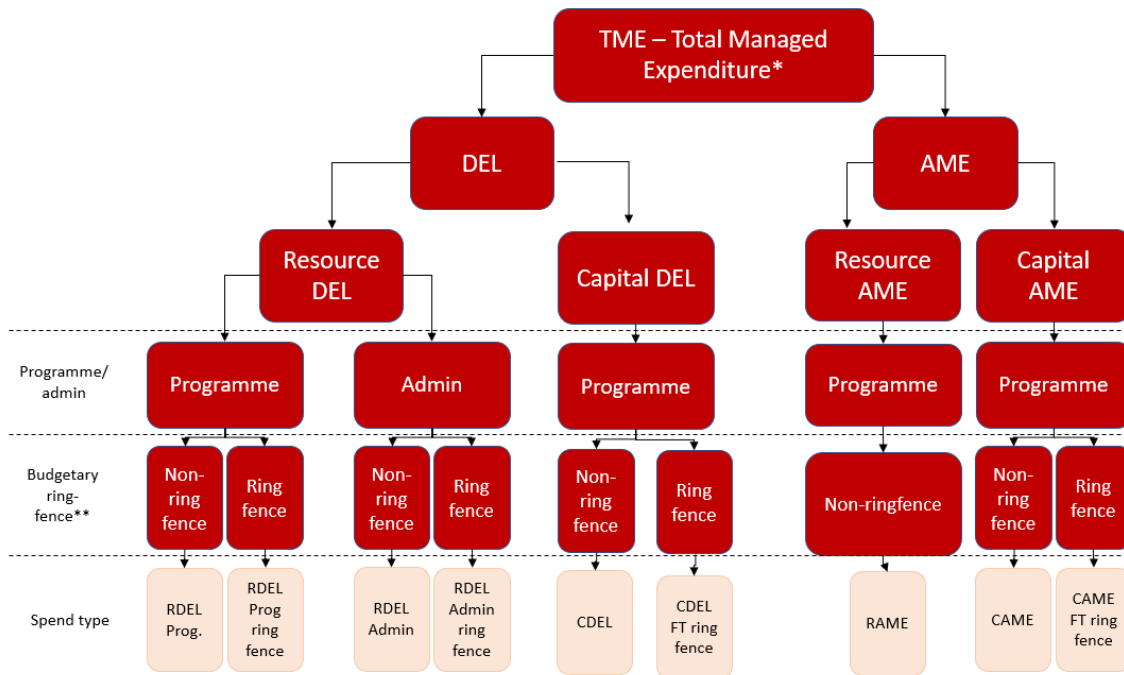 TME – Total Managed
Expenditure*
DEL
AME
Resource
DEL
Capital DEL
Resource
AME
Capital
AME
Programme/
admin
Programme
Admin
Programme
Programme
Programme
Budgetary
ring-
fence**
Non-
ring
fence
Ring
fence
Non-
ring
fence
Ring
fence
Non-
ring
fence
Ring
fence
Non-ringfence
Non-
ring
fence
Ring
fence
Spend type
RDEL
Prog.
RDEL
Prog
ring
fence
RDEL
Admin
RDEL
Admin
ring
fence
CDEL
CDEL
FT ring
fence
RAME
CAME
CAME
FT ring
fence